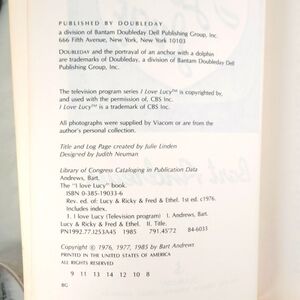 PUBLISHED BY DOUBLEDAY
a division of Bantam Doubleday Dell Publishing Group, Inc.
666 Fifth Avenue, New York, New York 10103
DOUBLEDAY and the portrayal of an anchor with a dolphin
are trademarks of Doubleday, a division of Bantam Doubleday Dell
Publishing Group, Inc.
The television program series I Love Lucy™ is copyrighted by,
and used with the permission of, CBS Inc.
I Love Lucy™ is a trademark of CBS Inc.
All photographs were supplied by Viacom or are from the
author's personal collection.
Title and Log Page created by Julie Linden
Designed by Judith Neuman
Library of Congress Cataloging in Publication Data
Andrews, Bart.
The "I love Lucy" book.
ISBN 0-385-19033-6
Rev. ed. of: Lucy & Ricky & Fred & Ethel. 1st ed. c1976.
Includes index.
1. I love Lucy (Television program) I. Andrews, Bart.
Lucy & Ricky & Fred & Ethel. II. Title.
PN1992.77.I253A45 1985 791.45'72 84-6033
Copyright © 1976, 1977, 1985 by Bart Andrews
PRINTED IN THE UNITED STATES OF AMERICA
ALL RIGHTS RESERVED
9 11 13 14 12 10 8
BG